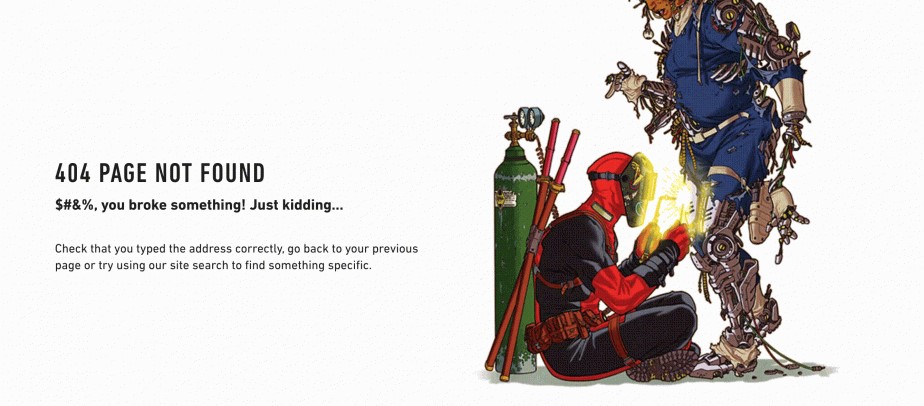 404 PAGE NOT FOUND
$#&%, you broke something! Just kidding...
Check that you typed the address correctly, go back to your previous
page or try using our site search to find something specific.